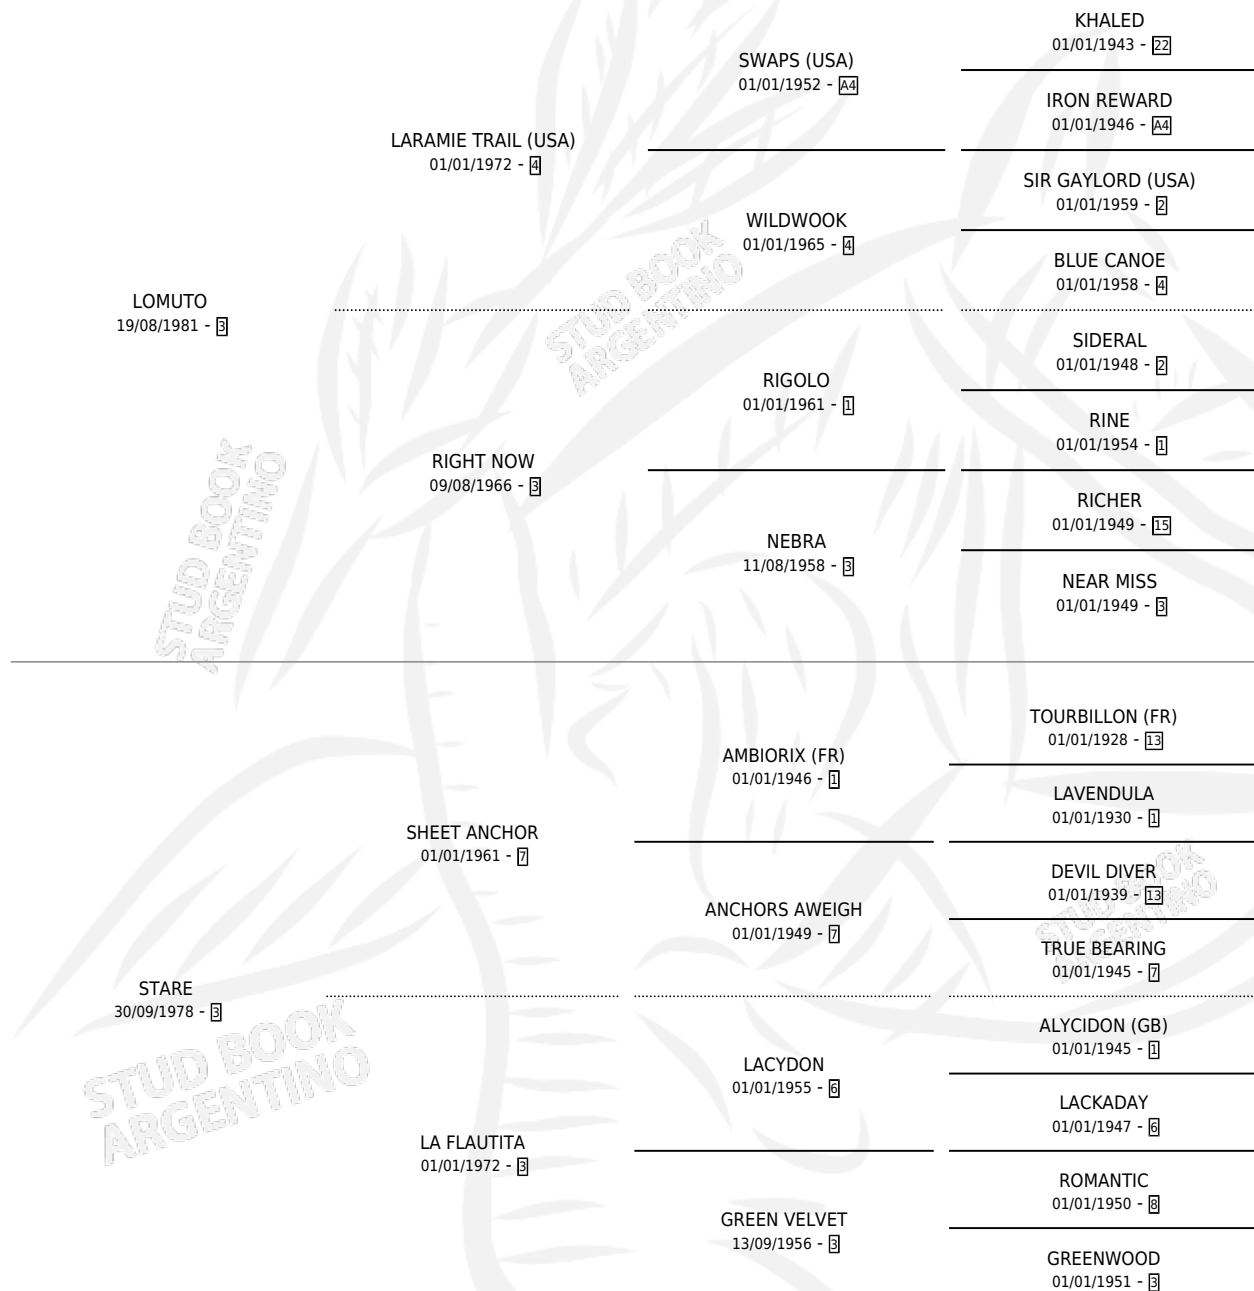 KHALED
01/01/1943 - 22
SWAPS (USA)
01/01/1952 - A4
IRON REWARD
01/01/1946 - A4
LARAMIE TRAIL (USA)
01/01/1972 - 4
SIR GAYLORD (USA)
01/01/1959 - 2
WILDWOOK
01/01/1965 - 4
BLUE CANOE
01/01/1958 - 4
LOMUTO
19/08/1981 - 3
SIDERAL
01/01/1948 - 2
RIGOLO
01/01/1961 - 1
RINE
01/01/1954 - 1
RIGHT NOW
09/08/1966 - 3
RICHER
01/01/1949 - 15
NEBRA
11/08/1958 - 3
NEAR MISS
01/01/1949 - 3
STUD BOOK
ARGENTINO
STUD BOOK
ARGENTINO
TOURBILLON (FR)
01/01/1928 - 13
AMBIORIX (FR)
01/01/1946 - 1
LAVENDULA
01/01/1930 - 1
SHEET ANCHOR
01/01/1961 - 7
DEVIL DIVER
01/01/1939 - 13
ANCHORS AWEIGH
01/01/1949 - 7
TRUE BEARING
01/01/1945 - 7
STUD BOOK
ARGENTINO
STARE
30/09/1978 - 3
ALYCIDON (GB)
01/01/1945 - 1
LACYDON
01/01/1955 - 6
LACKADAY
01/01/1947 - 6
LA FLAUTITA
01/01/1972 - 3
ROMANTIC
01/01/1950 - 8
GREEN VELVET
13/09/1956 - 3
GREENWOOD
01/01/1951 - 3
STUD BOOK
ARGENTINO